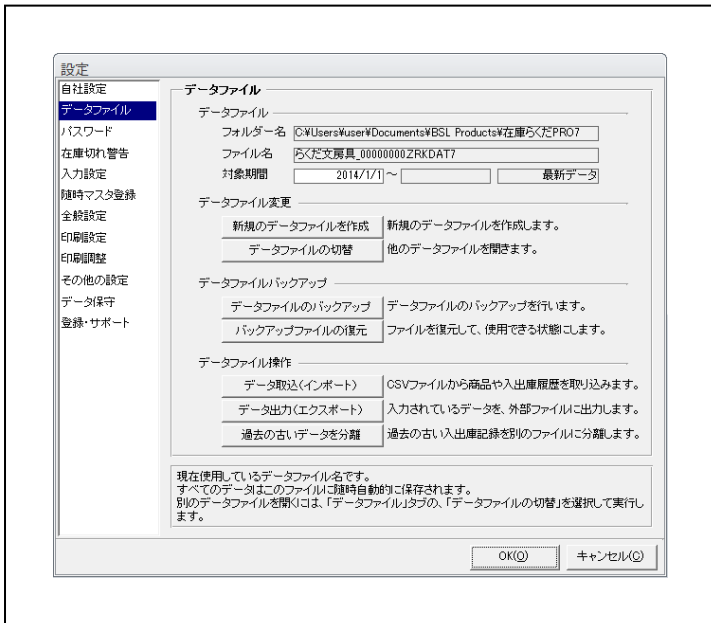 設定
自社設定
データファイル
パスワード
在庫切れ警告
入力設定
随時マスタ登録
全般設定
印刷設定
印刷調整
その他の設定
データ保守
登録・サポート
データファイル
データファイル
フォルダー名 C:¥Users¥user¥Documents¥BSL Products¥在庫らくだPRO7
ファイル名 らくだ文房具_00000000.ZRKDAT7
対象期間 2014/1/1 ～ 最新データ
データファイル変更
新規のデータファイルを作成 新規のデータファイルを作成します。
データファイルの切替 他のデータファイルを開きます。
データファイルバックアップ
データファイルのバックアップ データファイルのバックアップを行います。
バックアップファイルの復元 ファイルを復元して、使用できる状態にします。
データファイル操作
データ取込(インポート) CSVファイルから商品や入出庫履歴を取り込みます。
データ出力(エクスポート) 入力されているデータを、外部ファイルに出力します。
過去の古いデータを分離 過去の古い入出庫記録を別のファイルに分離します。
現在使用しているデータファイル名です。
すべてのデータはこのファイルに随時自動的に保存されます。
別のデータファイルを開くには、「データファイル」タブの、「データファイルの切替」を選択して実行し
ます。
OK(O) キャンセル(C)